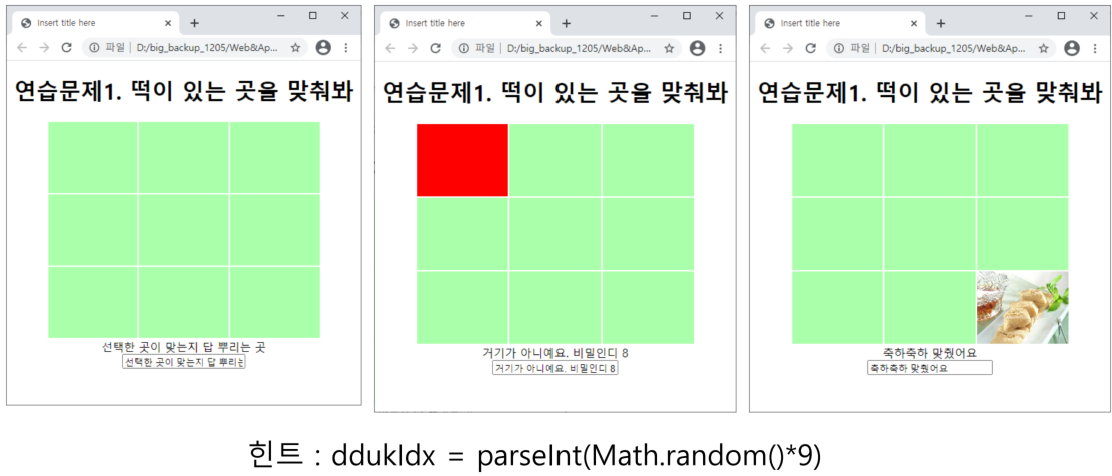 Insert title here
파일 | D:/big_backup_1205/Web&Ap...
연습문제1. 떡이 있는 곳을 맞춰봐
선택한 곳이 맞는지 답 뿌리는 곳
선택한 곳이 맞는지 답 뿌리는
Insert title here
파일 | D:/big_backup_1205/Web&Ap...
연습문제1. 떡이 있는 곳을 맞춰봐
거기가 아니예요. 비밀인디 8
거기가 아니예요. 비밀인디 8
Insert title here
파일 | D:/big_backup_1205/Web&Ap...
연습문제1. 떡이 있는 곳을 맞춰봐
축하축하 맞췄어요
축하축하 맞췄어요
힌트 : ddukIdx = parseInt(Math.random()*9)